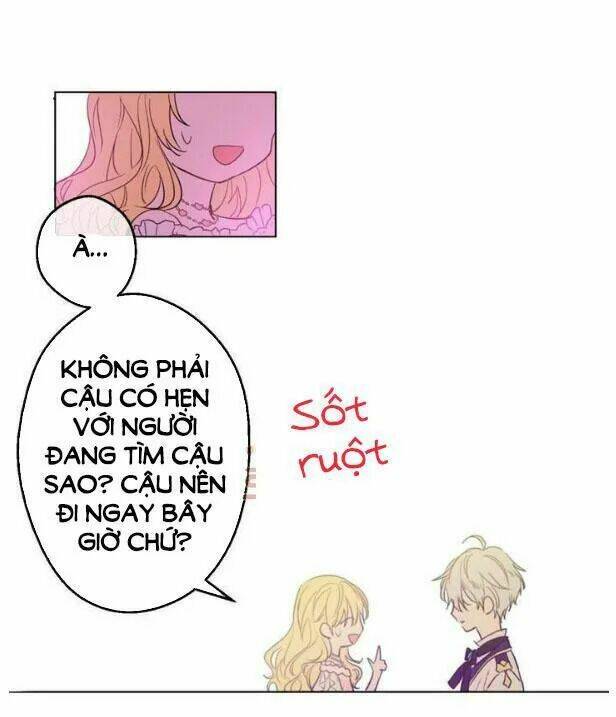 À...
KHÔNG PHẢI
CẬU CÓ HẸN
VỚI NGƯỜI
ĐANG TÌM CẬU
SAO? CẬU NÊN
ĐI NGAY BÂY
GIỜ CHỨ?
Sốt
ruột